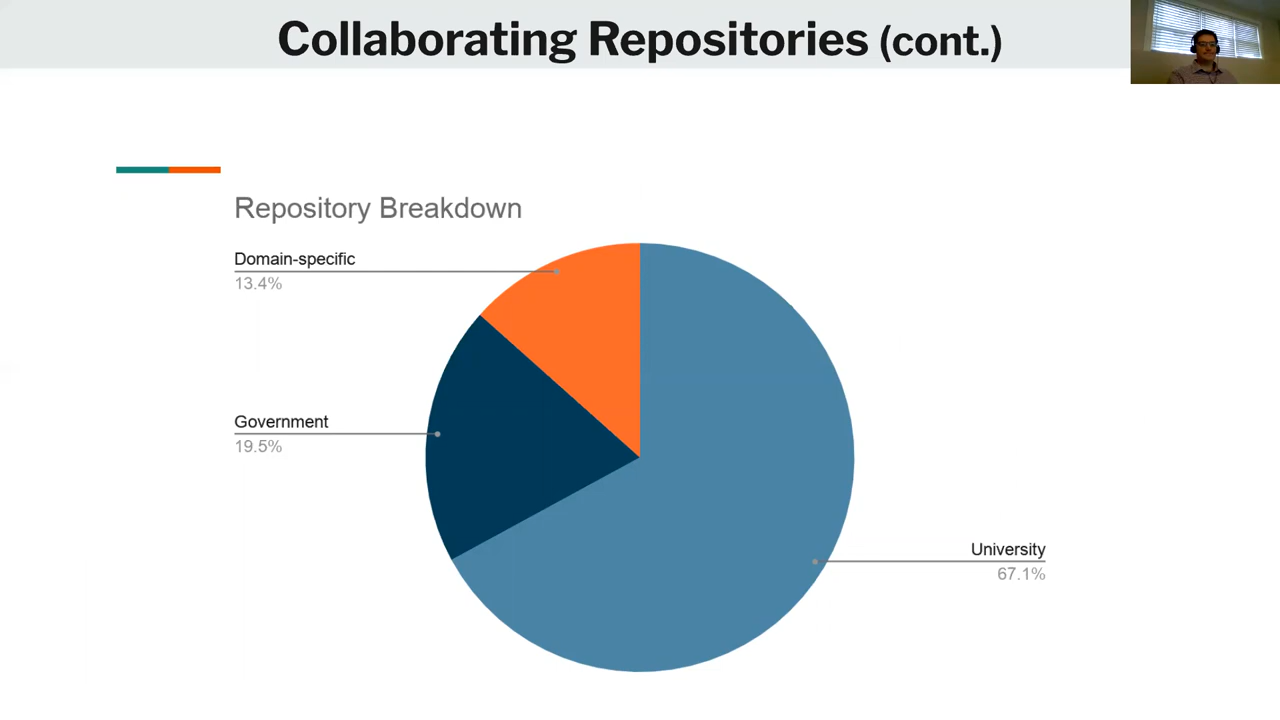 Collaborating Repositories (cont.)
Repository Breakdown
Domain-specific
13.4%
Government
19.5%
University
67.1%